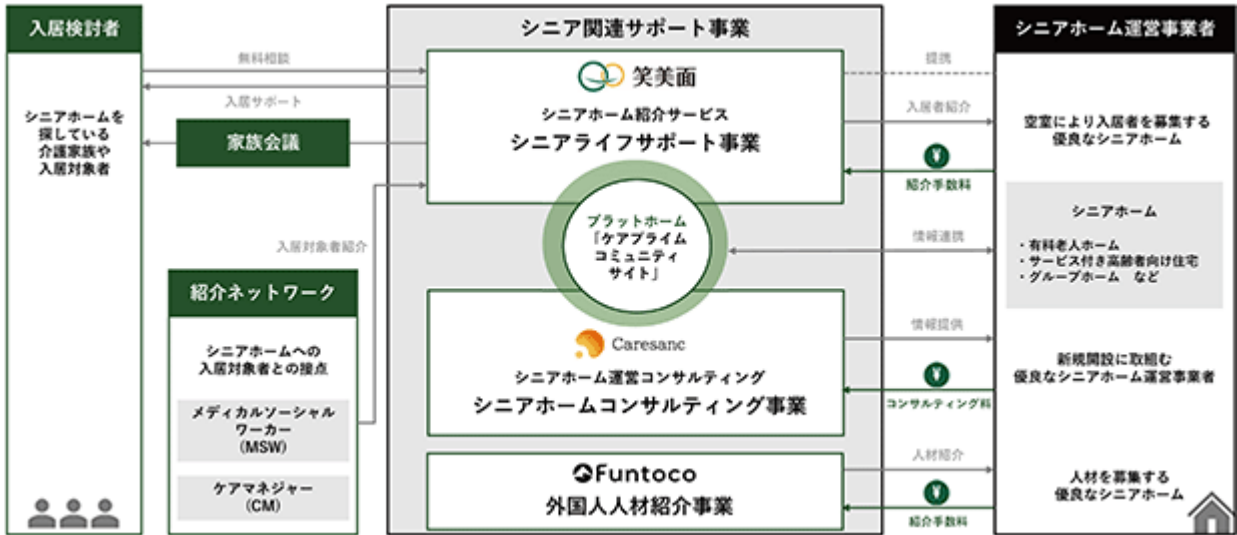 入居検討者
シニアホームを
探している
介護家族や
入居対象者
無料相談
入居サポート
家族会議
入居対象者紹介
紹介ネットワーク
シニアホームへの
入居対象者との接点
メディカルソーシャル
ワーカー
(MSW)
ケアマネジャー
(CM)
シニア関連サポート事業
笑美面
シニアホーム紹介サービス
シニアライフサポート事業
プラットホーム
「ケアプライム
コミュニティ
サイト」
Caresanc
シニアホーム運営コンサルティング
シニアホームコンサルティング事業
Funtoco
外国人人材紹介事業
提携
入居者紹介
¥
紹介手数料
情報連携
情報提供
¥
コンサルティング料
人材紹介
¥
紹介手数料
シニアホーム運営事業者
空室により入居者を募集する
優良なシニアホーム
シニアホーム
・有料老人ホーム
・サービス付き高齢者向け住宅
・グループホーム など
新規開設に取組む
優良なシニアホーム運営事業者
人材を募集する
優良なシニアホーム